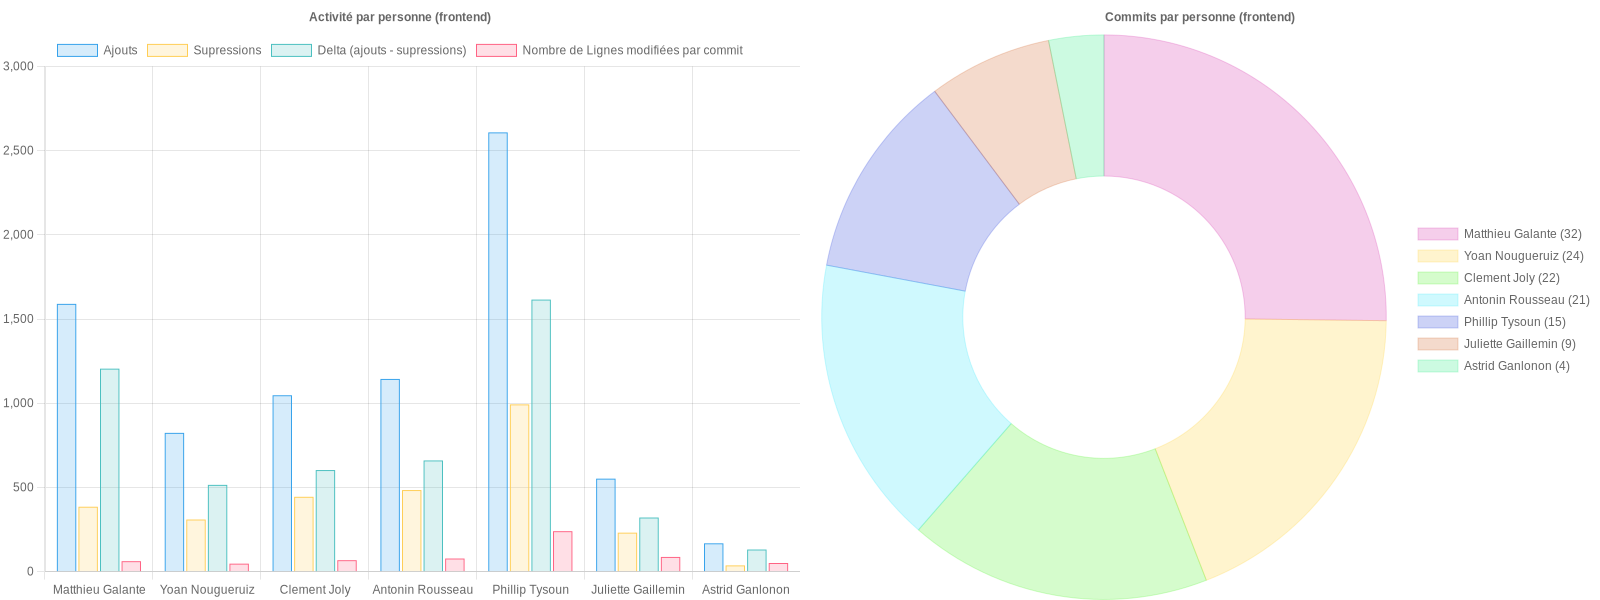 Activité par personne (frontend)
Ajouts Supressions Delta (ajouts - supressions) Nombre de Lignes modifiées par commit
3,000
2,500
2,000
1,500
1,000
500
0
Matthieu Galante Yoan Nougueruiz Clement Joly Antonin Rousseau Phillip Tysoun Juliette Gaillemin Astrid Ganlonon
Commits par personne (frontend)
Matthieu Galante (32)
Yoan Nougueruiz (24)
Clement Joly (22)
Antonin Rousseau (21)
Phillip Tysoun (15)
Juliette Gaillemin (9)
Astrid Ganlonon (4)